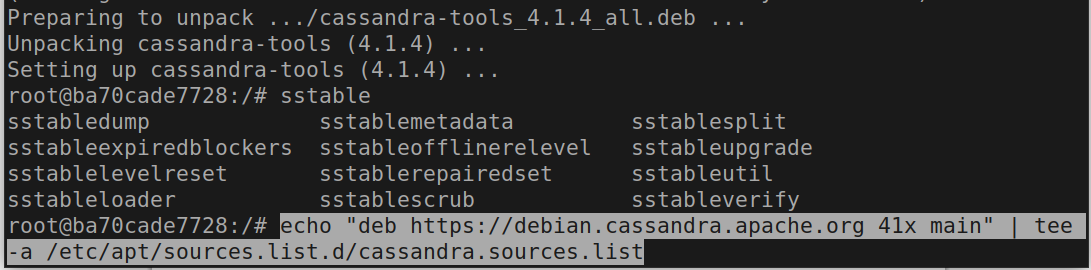 Preparing to unpack .../cassandra-tools_4.1.4_all.deb ...
Unpacking cassandra-tools (4.1.4) ...
Setting up cassandra-tools (4.1.4) ...
root@ba70cade7728:/# sstable
sstabledump             sstablemetadata         sstablesplit
sstableexpiredblockers  sstableofflinerelevel   sstableupgrade
sstablelevelreset       sstablerepairedset      sstableutil
sstableloader           sstablescrub            sstableverify
root@ba70cade7728:/# echo "deb https://debian.cassandra.apache.org 41x main" | tee
-a /etc/apt/sources.list.d/cassandra.sources.list